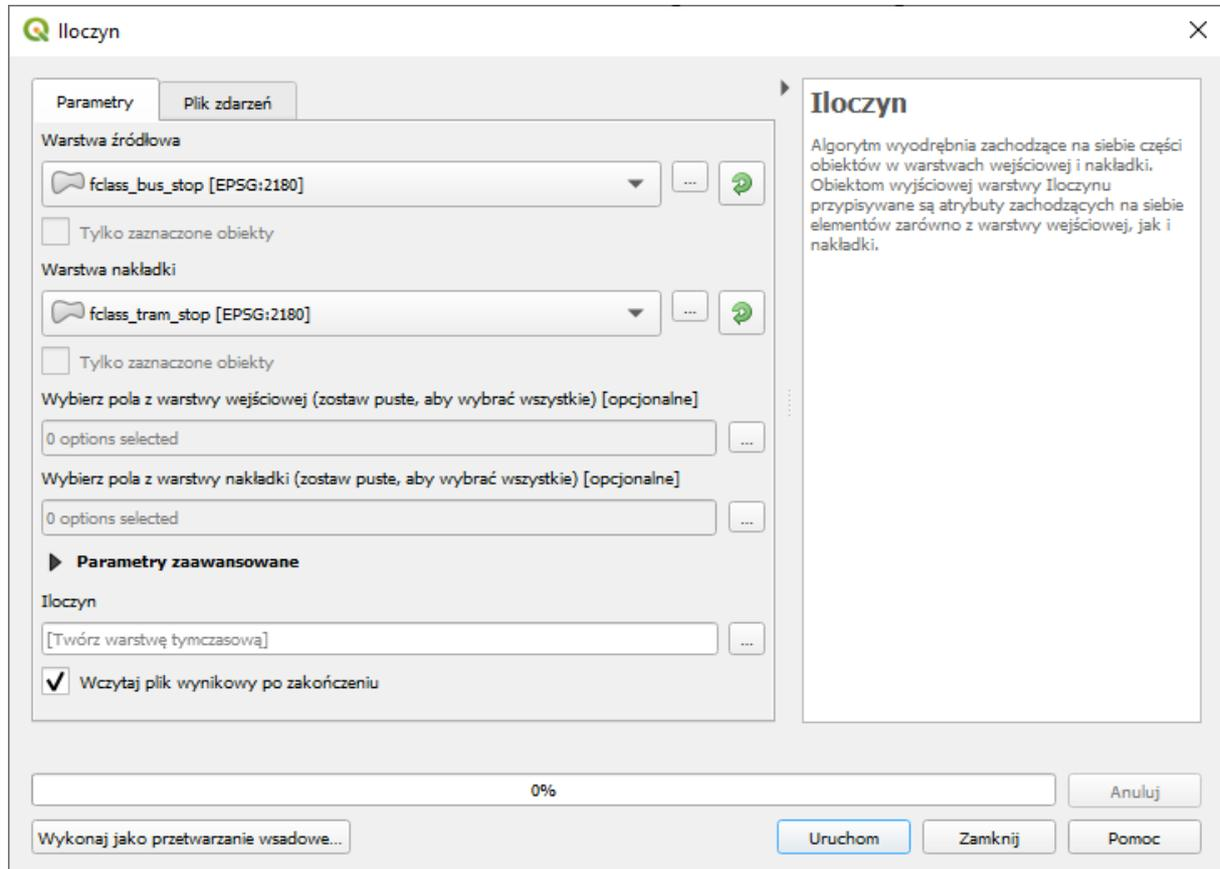 Iloczyn
Parametry
Plik zdarzeń
Warstwa źródłowa
fclass_bus_stop [EPSG:2180]
...
Tylko zaznaczone obiekty
Warstwa nakładki
fclass_tram_stop [EPSG:2180]
...
Tylko zaznaczone obiekty
Wybierz pola z warstwy wejściowej (zostaw puste, aby wybrać wszystkie) [opcjonalne]
0 options selected
...
Wybierz pola z warstwy nakładki (zostaw puste, aby wybrać wszystkie) [opcjonalne]
0 options selected
...
Parametry zaawansowane
Iloczyn
[Twórz warstwę tymczasową]
...
Wczytaj plik wynikowy po zakończeniu
Iloczyn
Algorytm wyodrębnia zachodzące na siebie części
obiektów w warstwach wejściowej i nakładki.
Obiektom wyjściowej warstwy Iloczynu
przypisywane są atrybuty zachodzących na siebie
elementów zarówno z warstwy wejściowej, jak i
nakładki.
0%
Anuluj
Wykonaj jako przetwarzanie wsadowe...
Uruchom
Zamknij
Pomoc